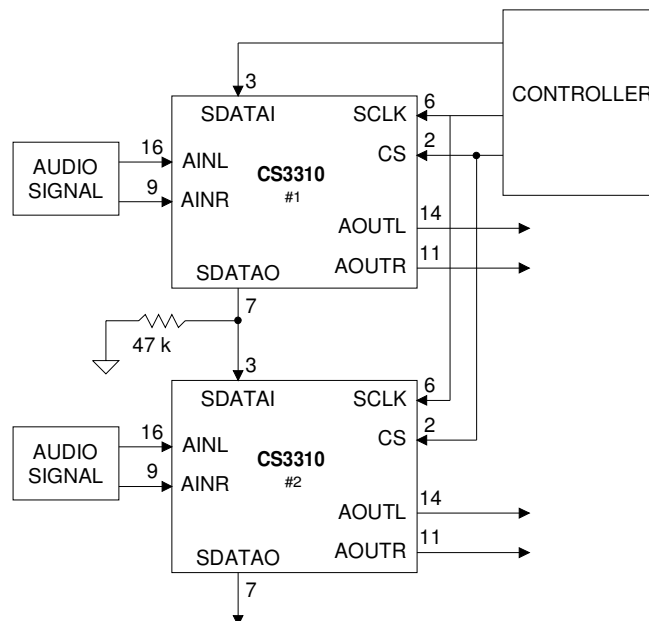 3
CONTROLLER
SDATAI
SCLK
6
CS
2
AUDIO
SIGNAL
16
AINL
9
AINR
CS3310
#1
AOUTL
14
AOUTR
11
SDATAO
7
47 k
3
SDATAI
SCLK
6
CS
2
AUDIO
SIGNAL
16
AINL
9
AINR
CS3310
#2
AOUTL
14
AOUTR
11
SDATAO
7